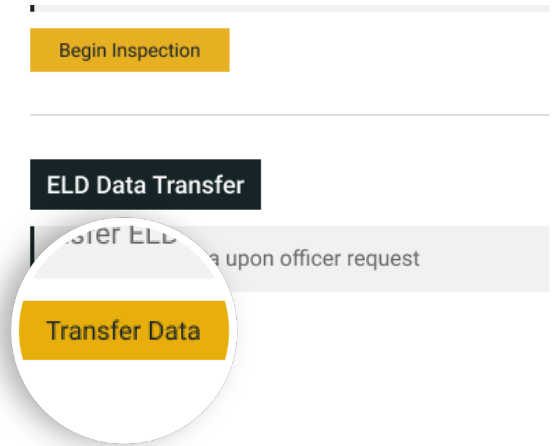 Begin Inspection
ELD Data Transfer
ELD
a upon officer request
Transfer Data